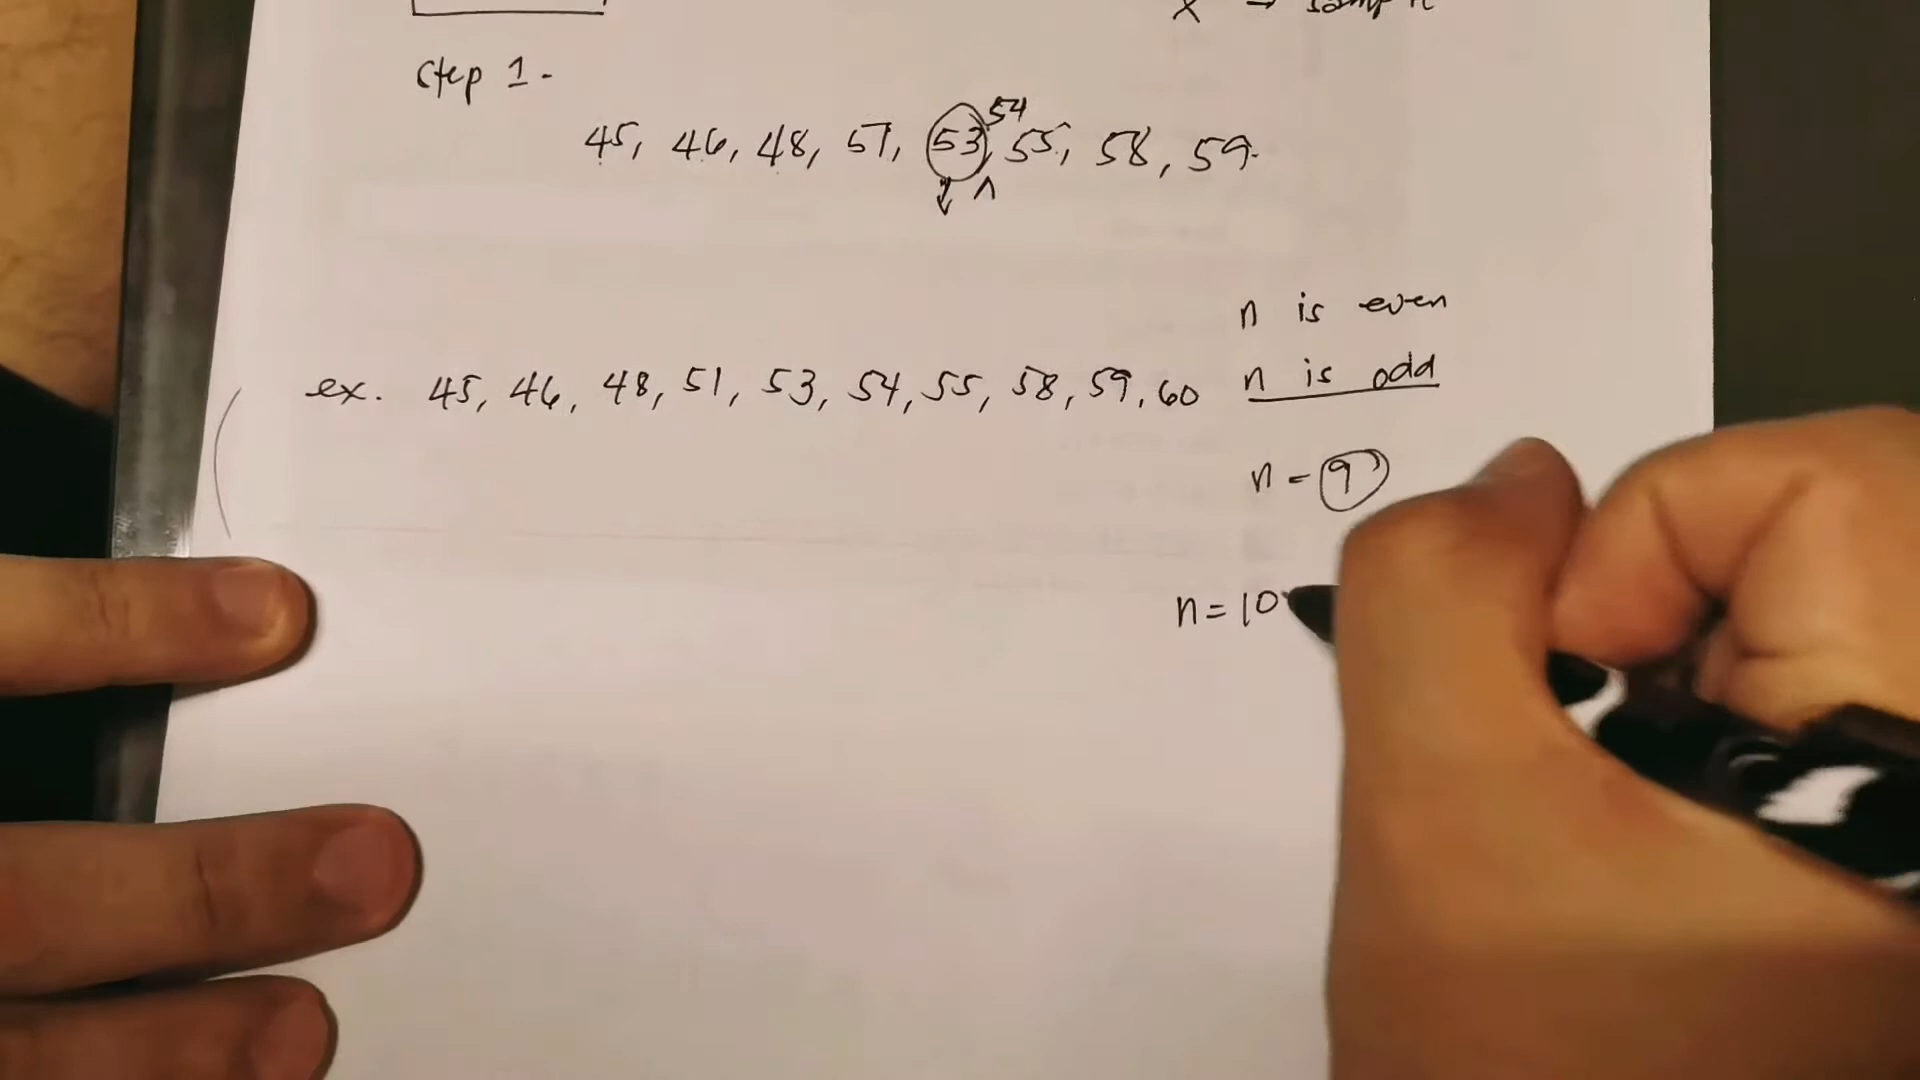 x̄ → sample
Step 1 -
45, 46, 48, 51, 53, 54 55, 58, 59.
n is even
ex. 45, 46, 48, 51, 53, 54, 55, 58, 59, 60 n is odd
n = 9
n = 10